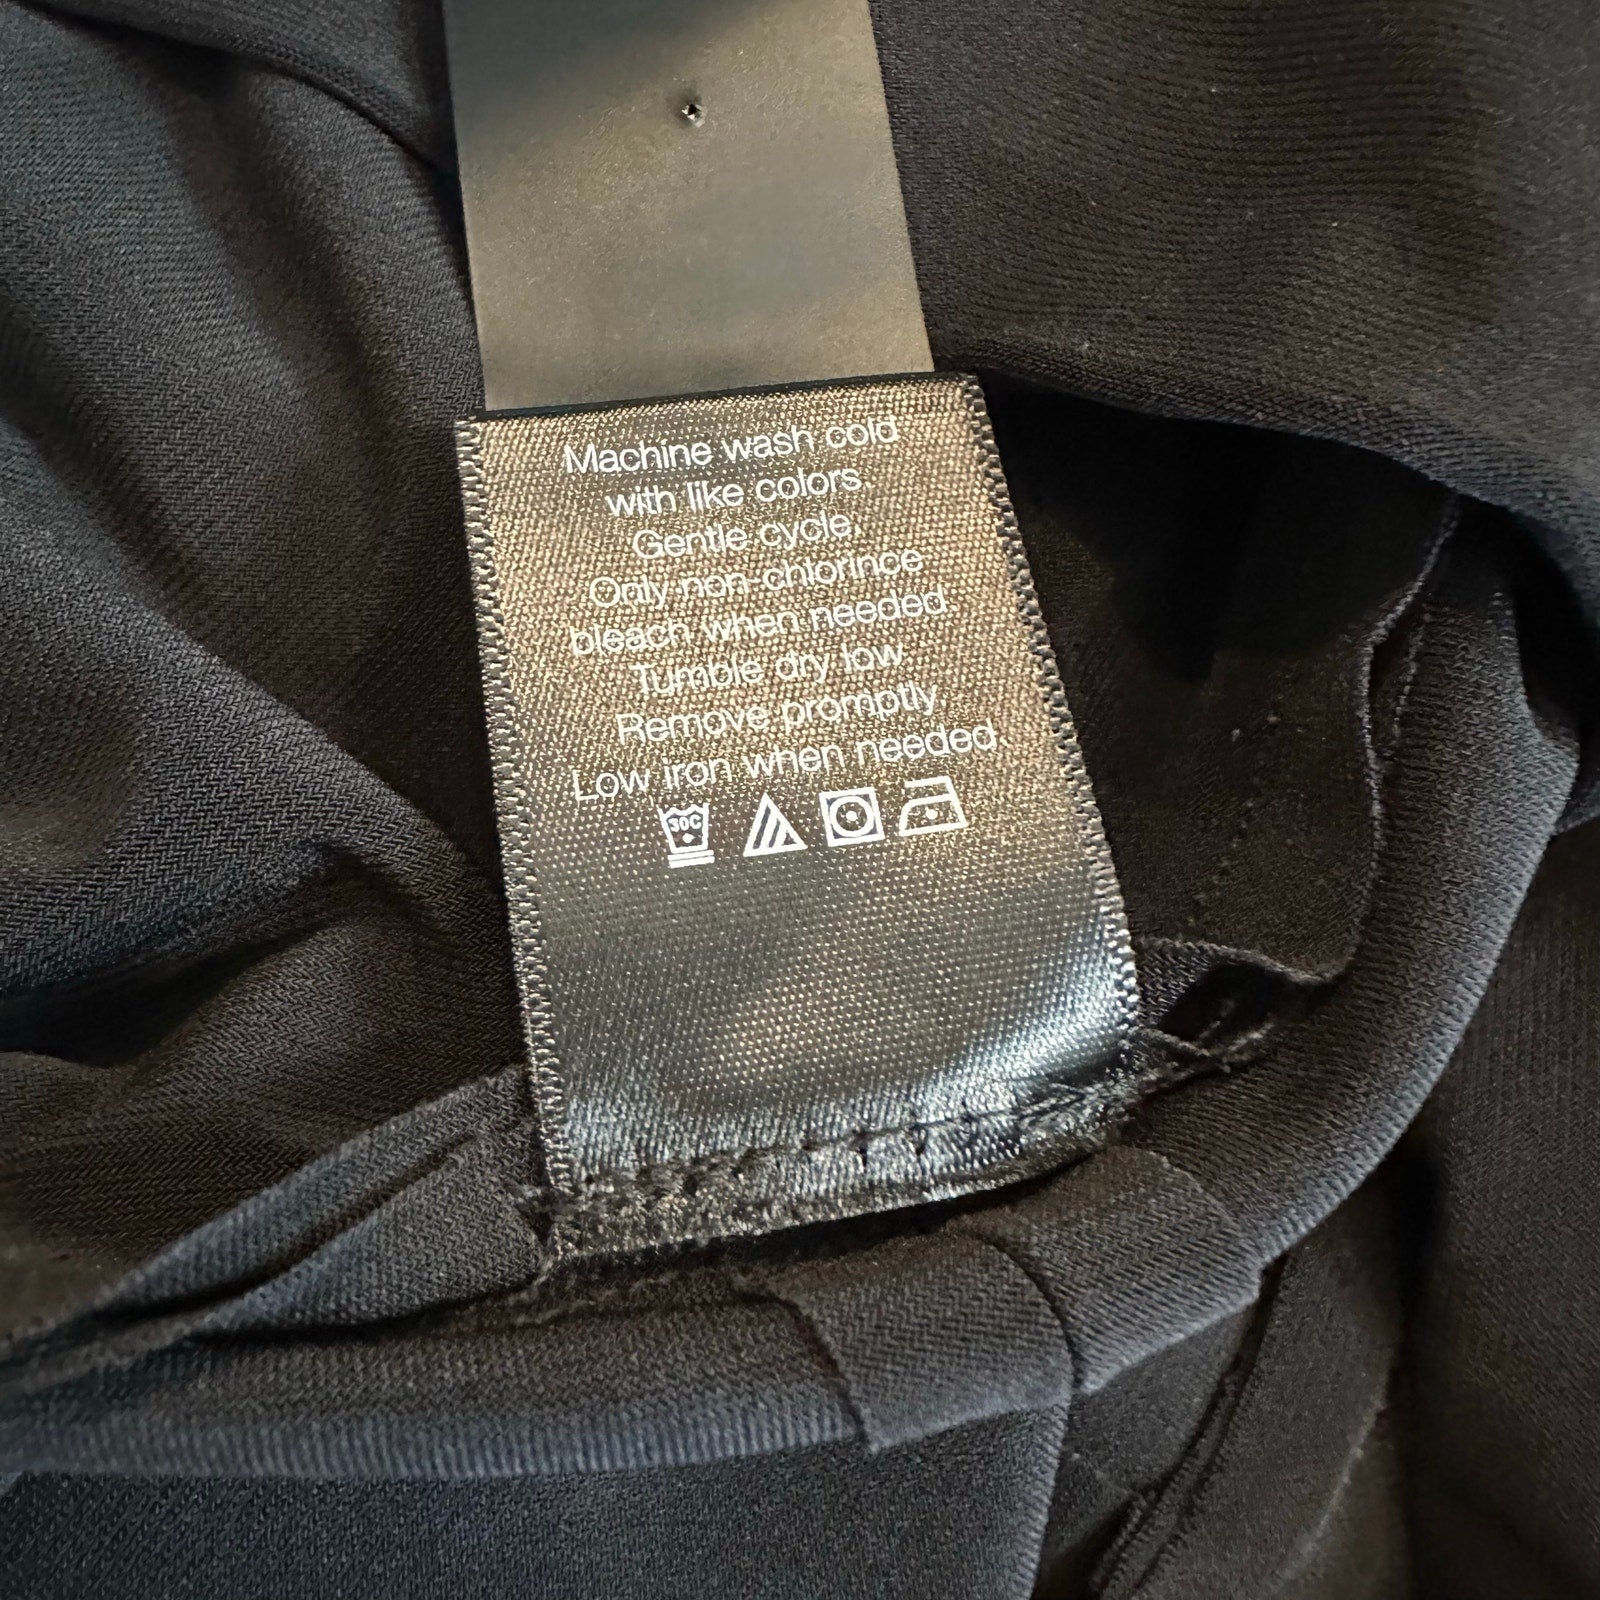 Machine wash cold
with like colors.
Gentle cycle.
Only non-chlorince
bleach when needed.
Tumble dry low.
Remove promptly.
Low iron when needed.
30C